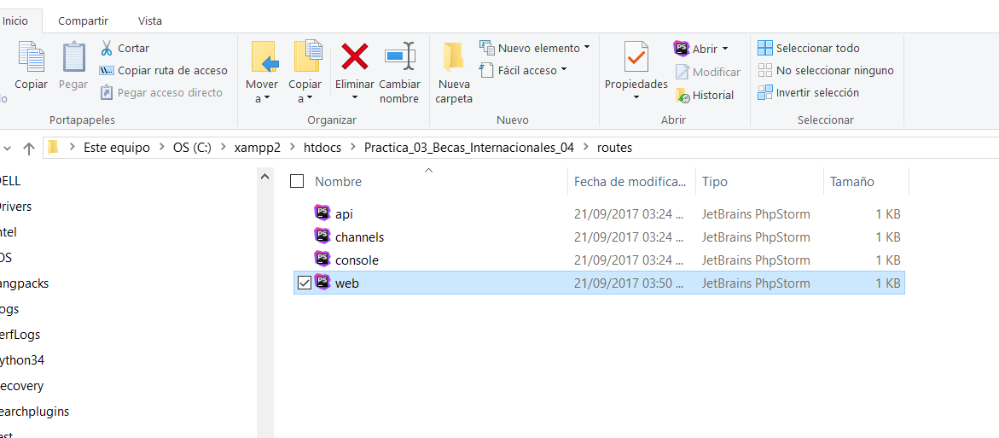 Inicio Compartir Vista
Copiar
Pegar
Cortar
Copiar ruta de acceso
Pegar acceso directo
Portapapeles
Mover a
Copiar a
Eliminar
Cambiar nombre
Organizar
Nueva carpeta
Nuevo elemento
Fácil acceso
Nuevo
Propiedades
Abrir
Modificar
Historial
Abrir
Seleccionar todo
No seleccionar ninguno
Invertir selección
Seleccionar
Este equipo > OS (C:) > xampp2 > htdocs > Practica_03_Becas_Internacionales_04 > routes
Nombre Fecha de modifica... Tipo Tamaño
api 21/09/2017 03:24 ... JetBrains PhpStorm 1 KB
channels 21/09/2017 03:24 ... JetBrains PhpStorm 1 KB
console 21/09/2017 03:24 ... JetBrains PhpStorm 1 KB
web 21/09/2017 03:50 ... JetBrains PhpStorm 1 KB
DELL
Drivers
ntel
OS
angpacks
ogs
erfLogs
ython34
ecovery
earchplugins